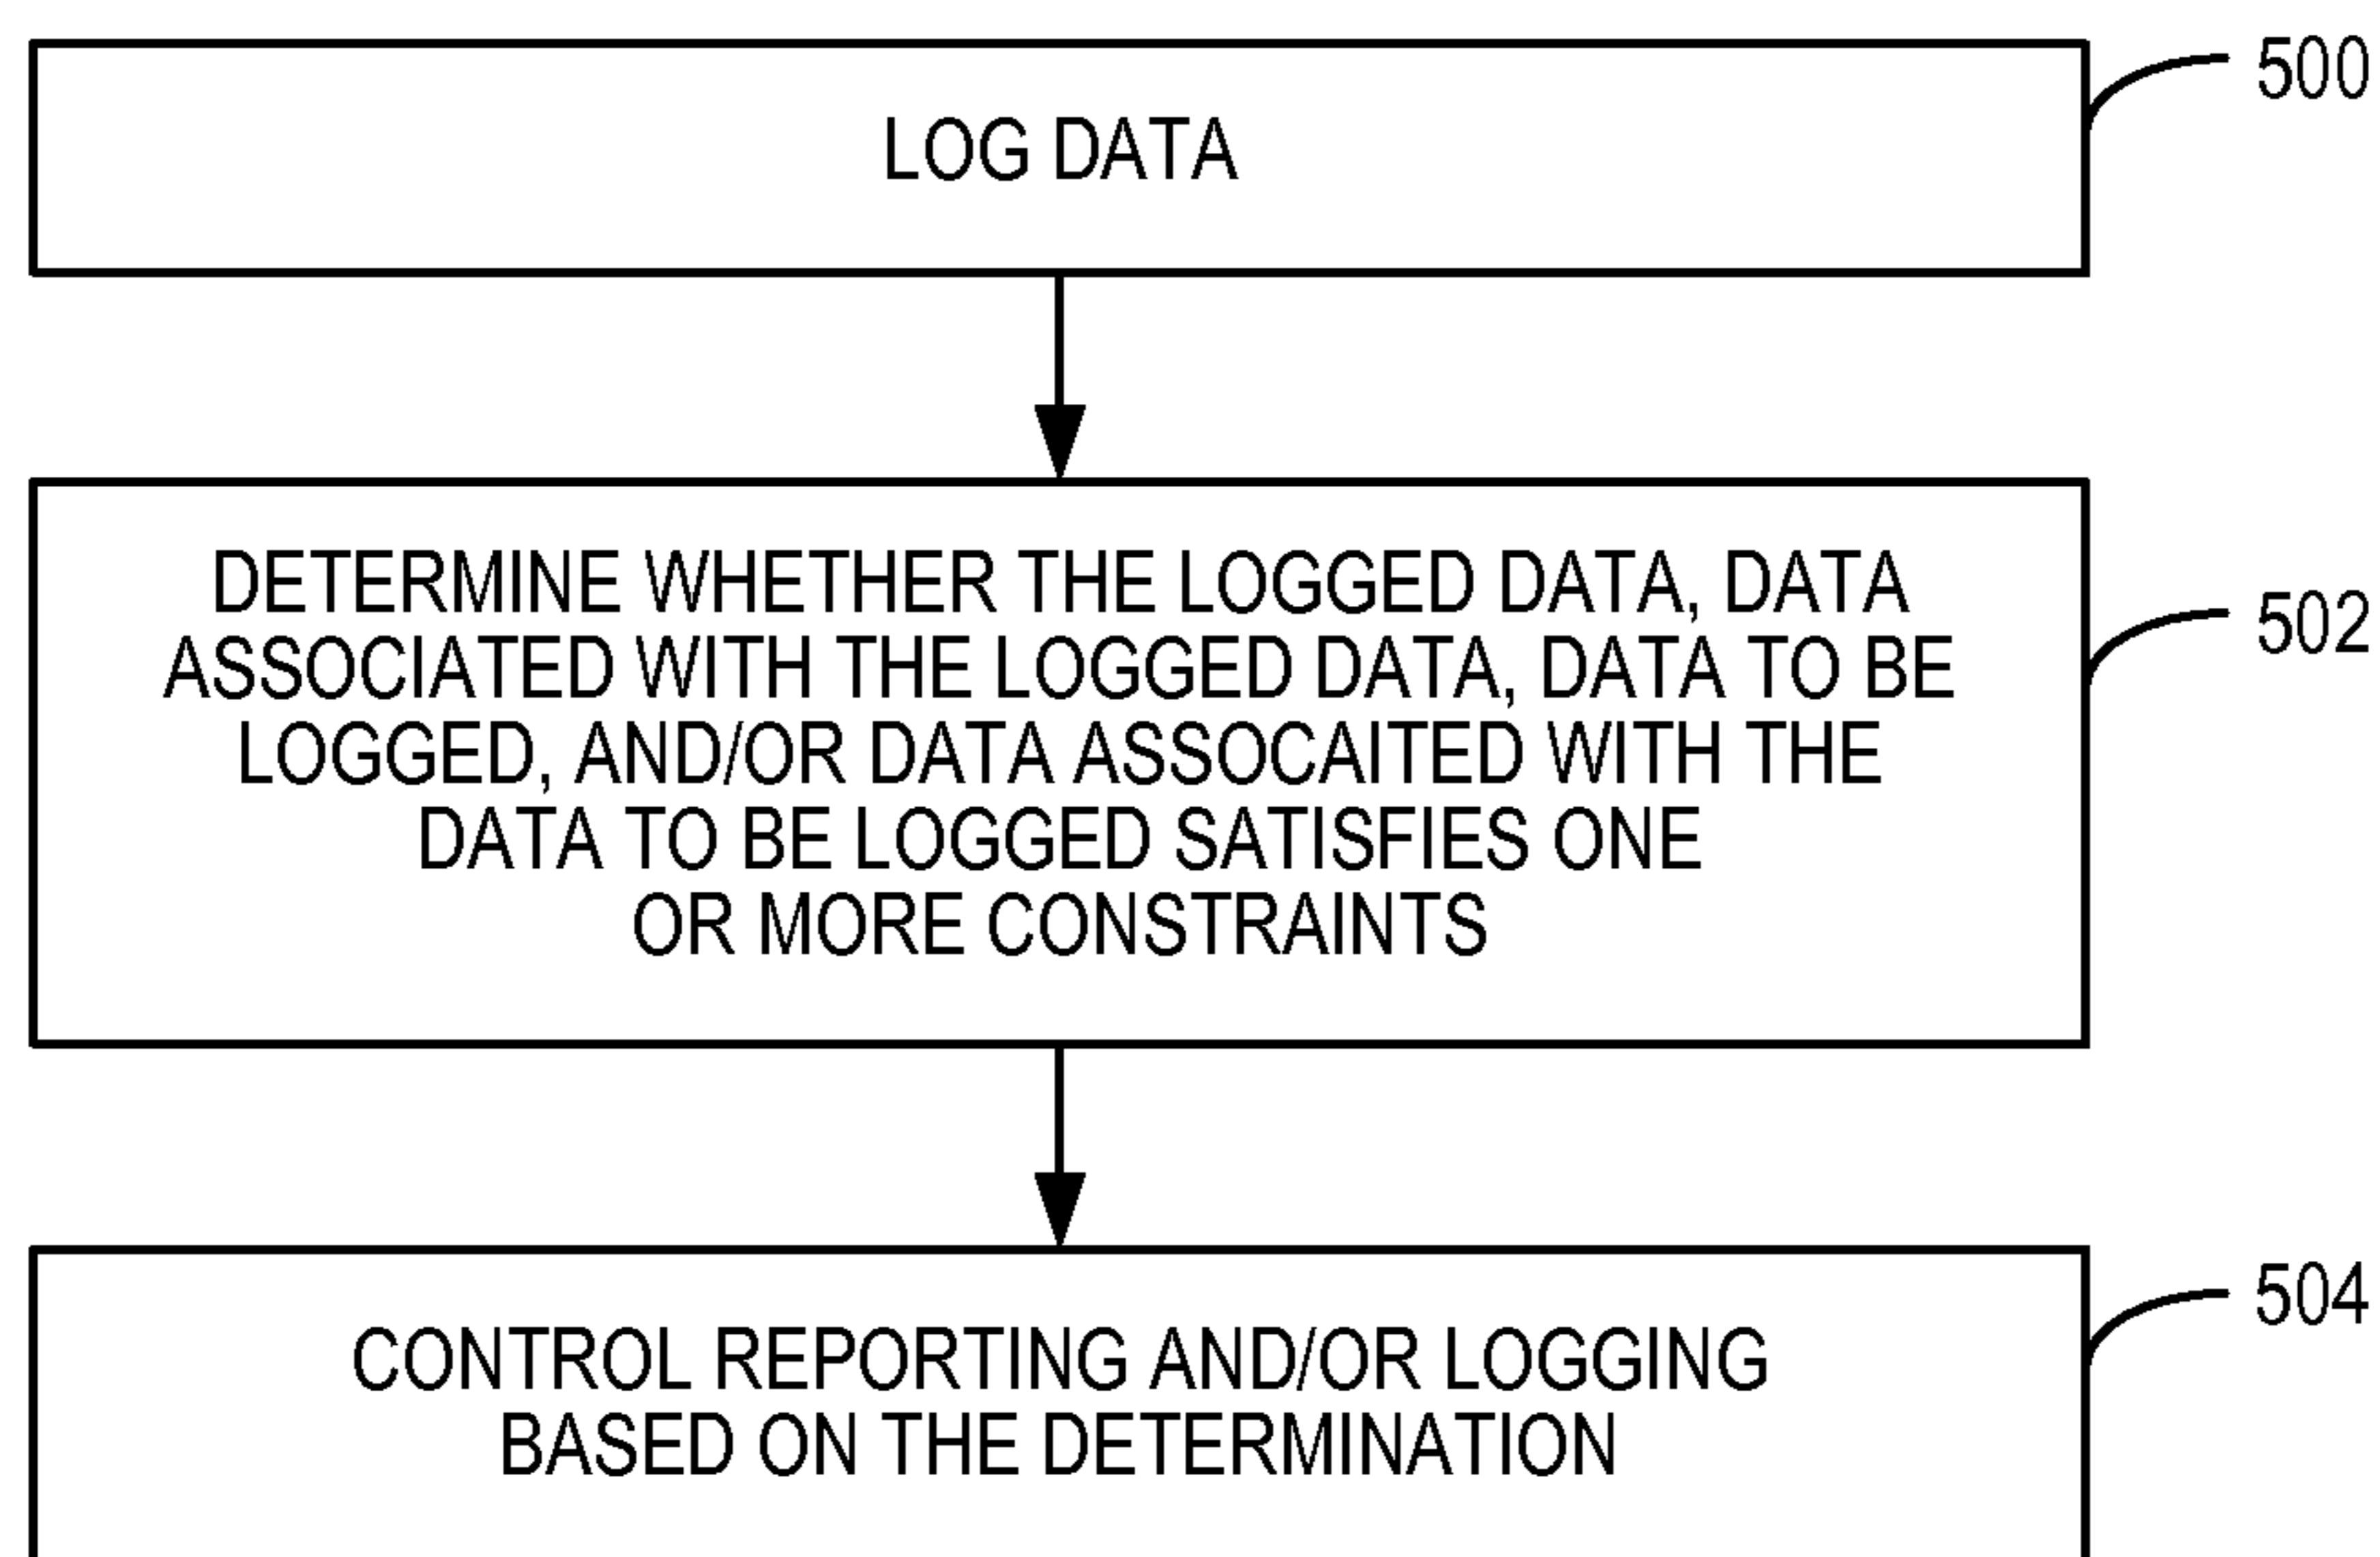 LOG DATA
500
DETERMINE WHETHER THE LOGGED DATA, DATA
ASSOCIATED WITH THE LOGGED DATA, DATA TO BE
LOGGED, AND/OR DATA ASSOCAITED WITH THE
DATA TO BE LOGGED SATISFIES ONE
OR MORE CONSTRAINTS
502
CONTROL REPORTING AND/OR LOGGING
BASED ON THE DETERMINATION
504